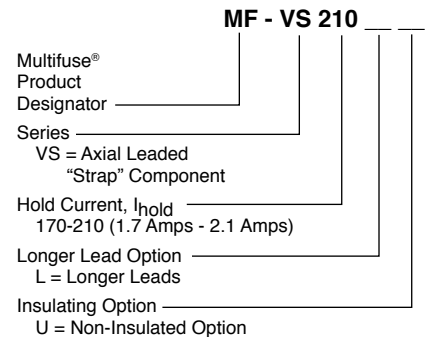 MF - VS 210 __ __
Multifuse®
Product
Designator
Series
VS = Axial Leaded
“Strap” Component
Hold Current, Ihold
170-210 (1.7 Amps - 2.1 Amps)
Longer Lead Option
L = Longer Leads
Insulating Option
U = Non-Insulated Option